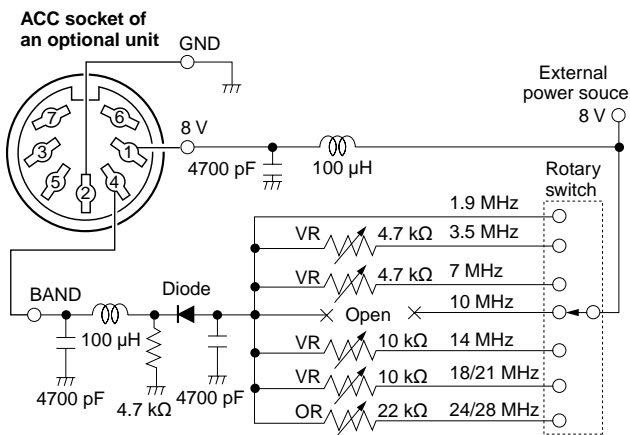 ACC socket of
an optional unit
GND
External
power souce
8 V
7
6
8 V
3
1
5
4
2
4700 pF
100 µH
Rotary
switch
1.9 MHz
VR
4.7 kΩ
3.5 MHz
VR
4.7 kΩ
7 MHz
BAND
Diode
Open
10 MHz
100 µH
VR
10 kΩ
14 MHz
VR
10 kΩ
18/21 MHz
4700 pF
4.7 kΩ
4700 pF
OR
22 kΩ
24/28 MHz